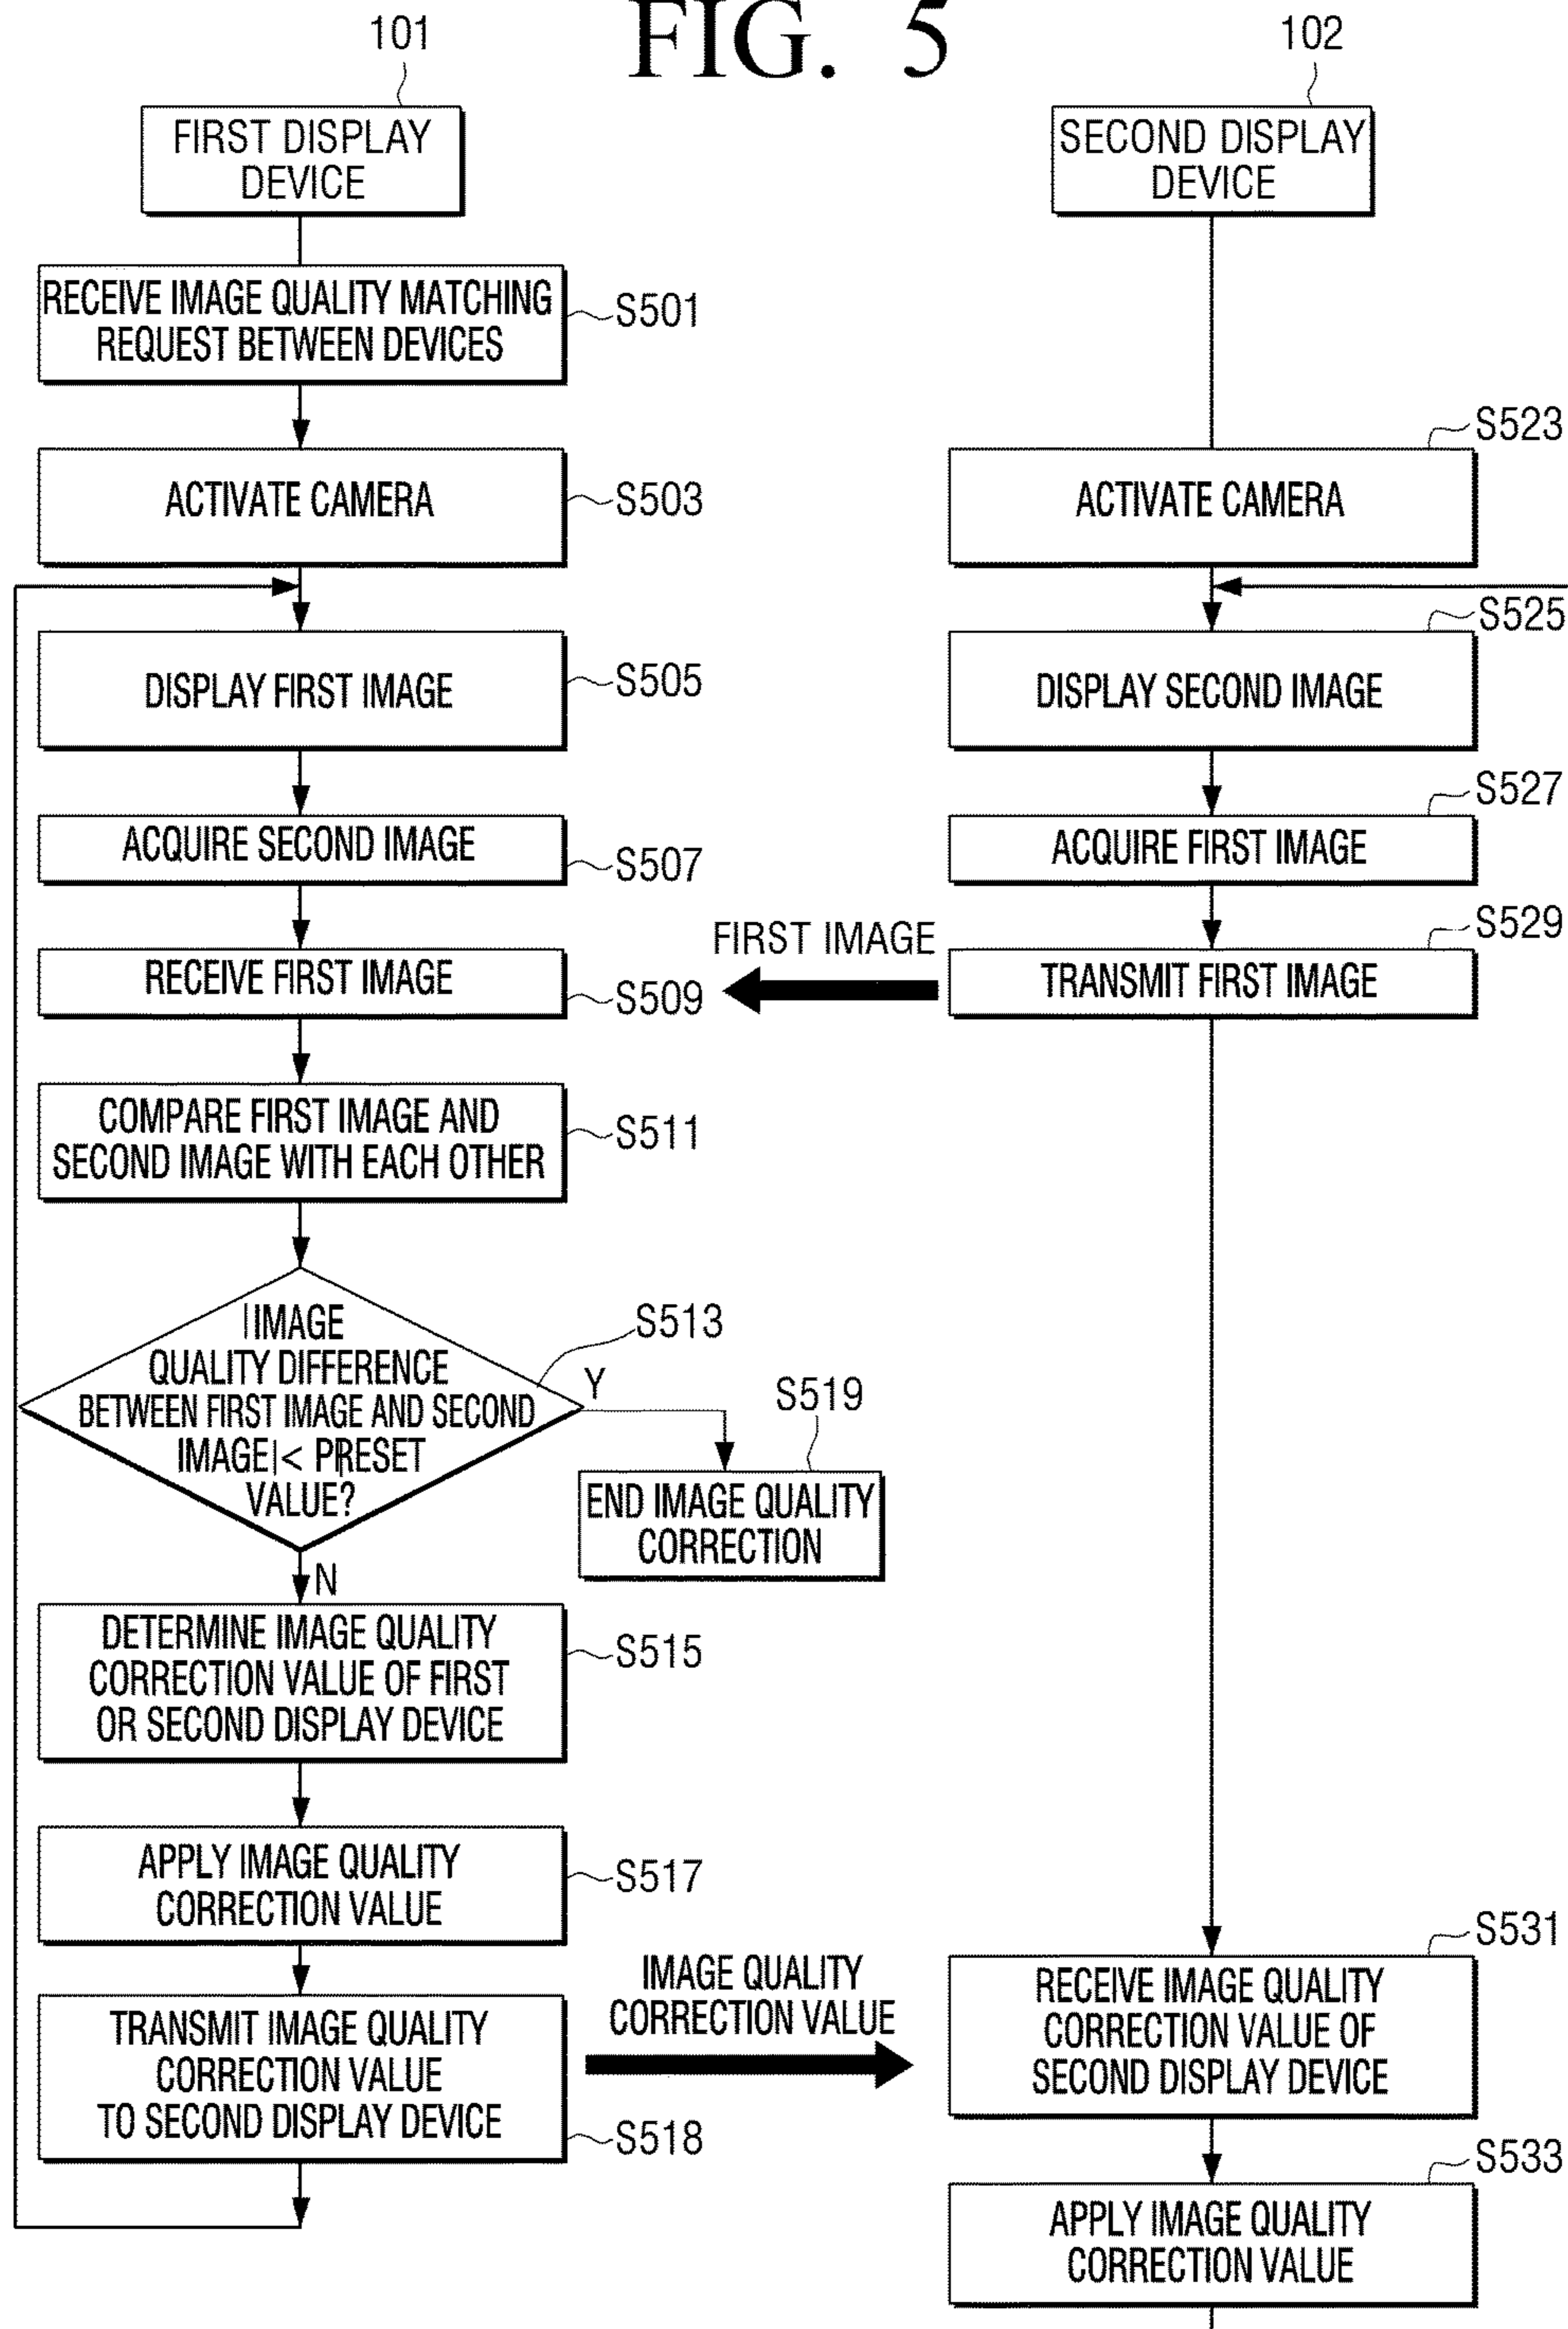 FIG. 5
101
FIRST DISPLAY
DEVICE
RECEIVE IMAGE QUALITY MATCHING
REQUEST BETWEEN DEVICES
S501
ACTIVATE CAMERA
S503
DISPLAY FIRST IMAGE
S505
ACQUIRE SECOND IMAGE
S507
RECEIVE FIRST IMAGE
S509
COMPARE FIRST IMAGE AND
SECOND IMAGE WITH EACH OTHER
S511
|IMAGE
QUALITY DIFFERENCE
BETWEEN FIRST IMAGE AND SECOND
IMAGE|< PRESET
VALUE?
S513
Y
S519
END IMAGE QUALITY
CORRECTION
N
DETERMINE IMAGE QUALITY
CORRECTION VALUE OF FIRST
OR SECOND DISPLAY DEVICE
S515
APPLY IMAGE QUALITY
CORRECTION VALUE
S517
TRANSMIT IMAGE QUALITY
CORRECTION VALUE
TO SECOND DISPLAY DEVICE
S518
102
SECOND DISPLAY
DEVICE
S523
ACTIVATE CAMERA
S525
DISPLAY SECOND IMAGE
S527
ACQUIRE FIRST IMAGE
S529
TRANSMIT FIRST IMAGE
FIRST IMAGE
IMAGE QUALITY
CORRECTION VALUE
S531
RECEIVE IMAGE QUALITY
CORRECTION VALUE OF
SECOND DISPLAY DEVICE
S533
APPLY IMAGE QUALITY
CORRECTION VALUE